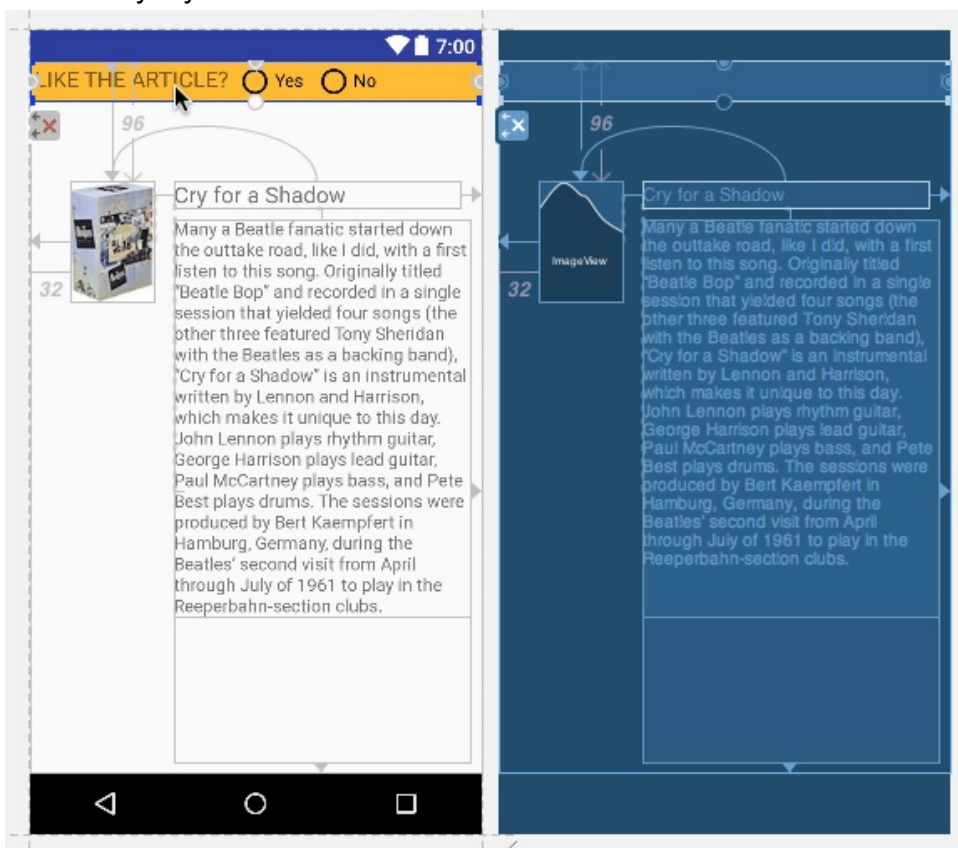 7:00
LIKE THE ARTICLE? Yes No
96
96
Cry for a Shadow
Many a Beatle fanatic started down
the outtake road, like I did, with a first
listen to this song. Originally titled
"Beatle Bop" and recorded in a single
session that yielded four songs (the
other three featured Tony Sheridan
with the Beatles as a backing band),
"Cry for a Shadow" is an instrumental
written by Lennon and Harrison,
which makes it unique to this day.
John Lennon plays rhythm guitar,
George Harrison plays lead guitar,
Paul McCartney plays bass, and Pete
Best plays drums. The sessions were
produced by Bert Kaempfert in
Hamburg, Germany, during the
Beatles' second visit from April
through July of 1961 to play in the
Reeperbahn-section clubs.
32
Cry for a Shadow
Many a Beatle fanatic started down
the outtake road, like I did, with a first
listen to this song. Originally titled
"Beatle Bop" and recorded in a single
session that yielded four songs (the
other three featured Tony Sheridan
with the Beatles as a backing band),
"Cry for a Shadow" is an instrumental
written by Lennon and Harrison,
which makes it unique to this day.
John Lennon plays rhythm guitar,
George Harrison plays lead guitar,
Paul McCartney plays bass, and Pete
Best plays drums. The sessions were
produced by Bert Kaempfert in
Hamburg, Germany, during the
Beatles' second visit from April
through July of 1961 to play in the
Reeperbahn-section clubs.
ImageView
32